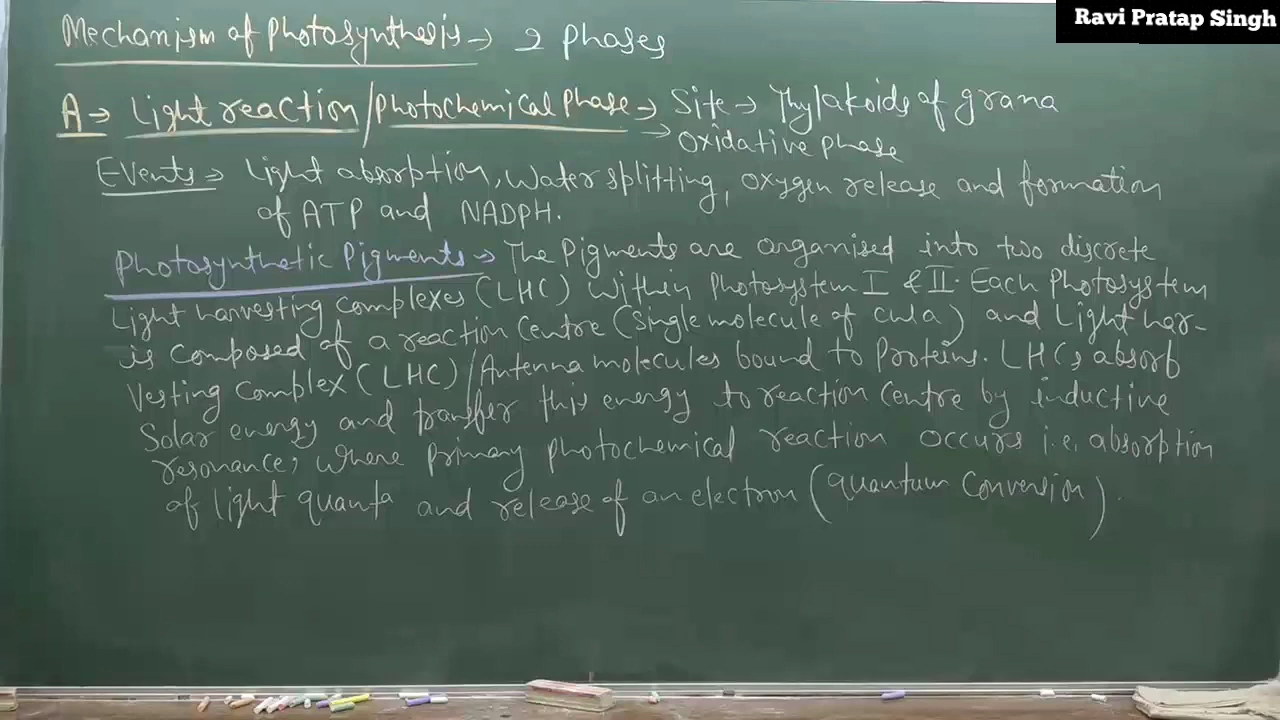 Ravi Pratap Singh
Mechanism of Photosynthesis → 2 phases
A → Light reaction/Photochemical Phase → Site → Thylakoids of grana
→ Oxidative phase
Events → Light absorption, Water splitting, oxygen release and formation
of ATP and NADPH.
Photosynthetic Pigments → The Pigments are organised into two discrete
Light harvesting Complexes (LHC) Within Photosystem I & II. Each Photosystem
is composed of a reaction Centre (Single molecule of chl a) and Light har-
vesting Complex (LHC)/Antenna molecules bound to Proteins. LHCs absorb
Solar energy and transfer this energy to reaction Centre by inductive
resonance, where primary photochemical reaction occurs i.e. absorption
of light quanta and release of an electron (quantum Conversion).